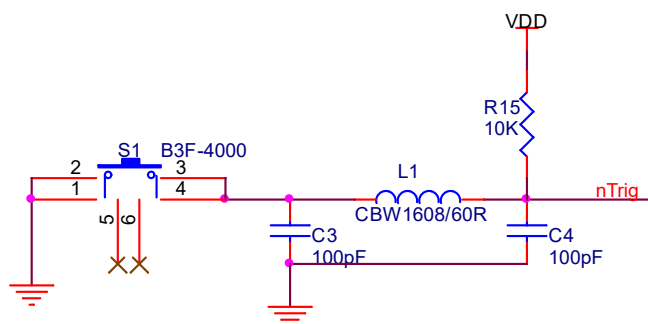 VDD
R15
10K
S1 B3F-4000
2 3
1 4
5 6
L1
CBW1608/60R
nTrig
C3
100pF
C4
100pF